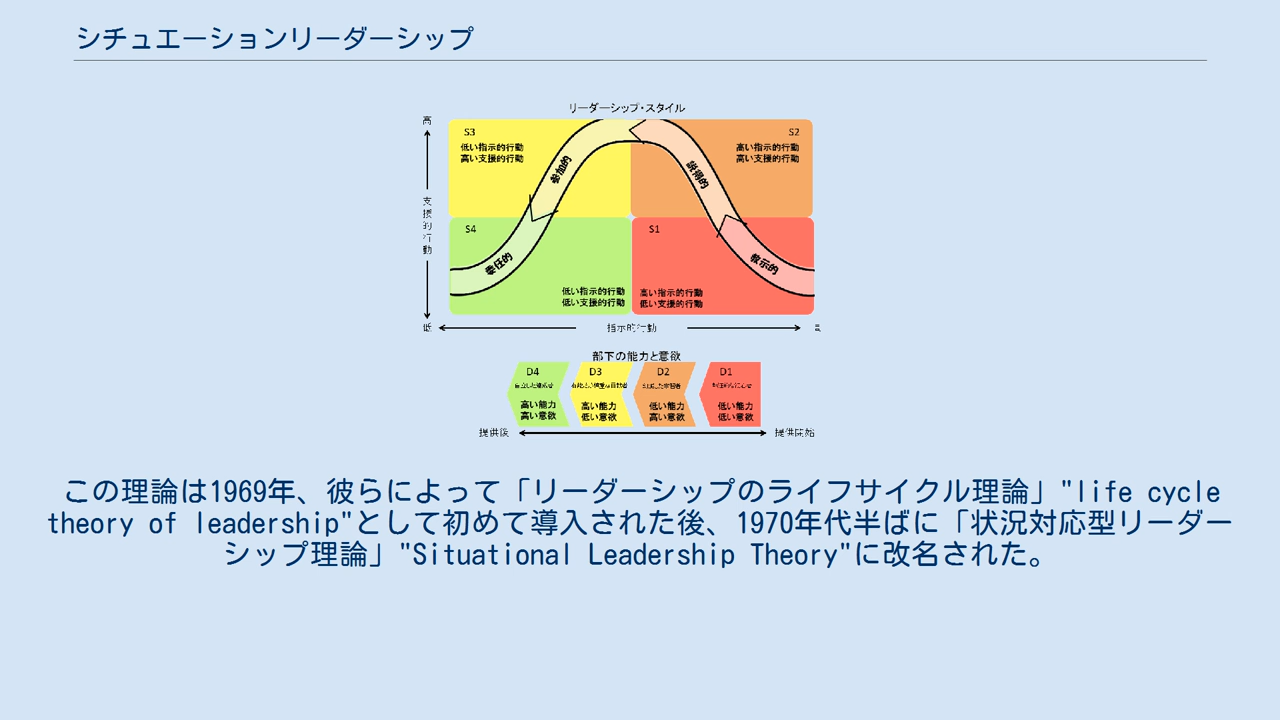 シチュエーションリーダーシップ
リーダーシップ・スタイル
高
S3
低い指示的行動
高い支援的行動
S2
高い指示的行動
高い支援的行動
参加的
説得的
支援的行動
S4
S1
委任的
教示的
低い指示的行動
低い支援的行動
高い指示的行動
低い支援的行動
低
指示的行動
部下の能力と意欲
D4
D3
D2
D1
高い能力
高い意欲
高い能力
低い意欲
低い能力
高い意欲
低い能力
低い意欲
提供後
提供開始
この理論は1969年、彼らによって「リーダーシップのライフサイクル理論」"life cycle
theory of leadership"として初めて導入された後、1970年代半ばに「状況対応型リーダー
シップ理論」"Situational Leadership Theory"に改名された。